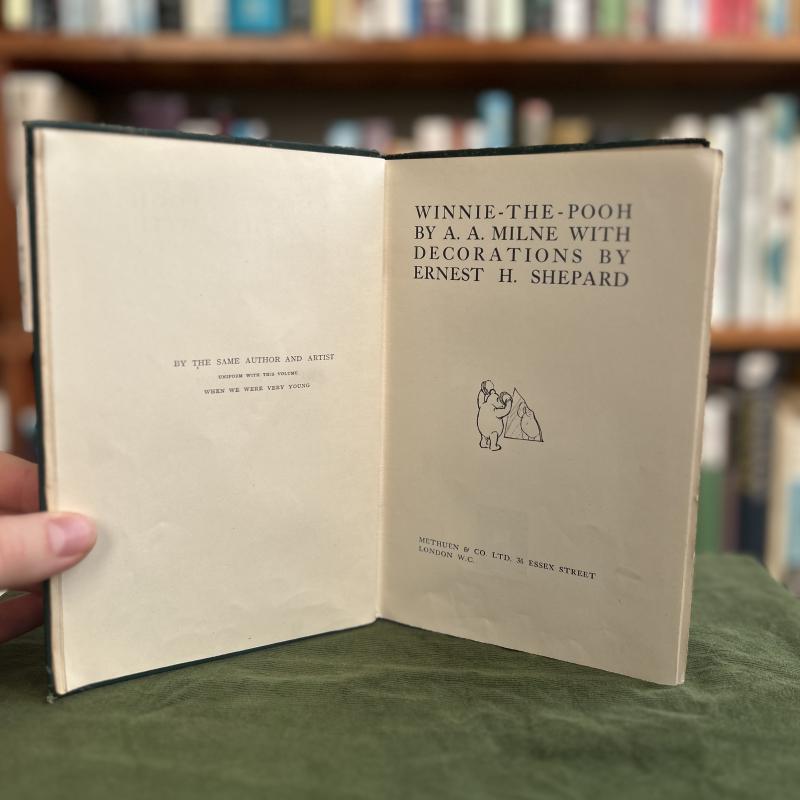 BY THE SAME AUTHOR AND ARTIST
UNIFORM WITH THIS VOLUME
WHEN WE WERE VERY YOUNG
WINNIE-THE-POOH
BY A. A. MILNE WITH
DECORATIONS BY
ERNEST H. SHEPARD
METHUEN & CO. LTD. 36 ESSEX STREET
LONDON W.C.